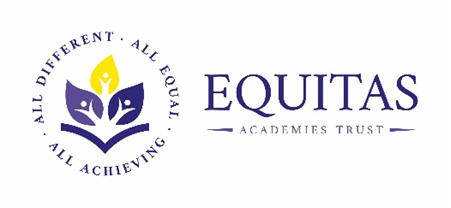 · ALL DIFFERENT · ALL EQUAL · ALL ACHIEVING
EQUITAS
ACADEMIES TRUST